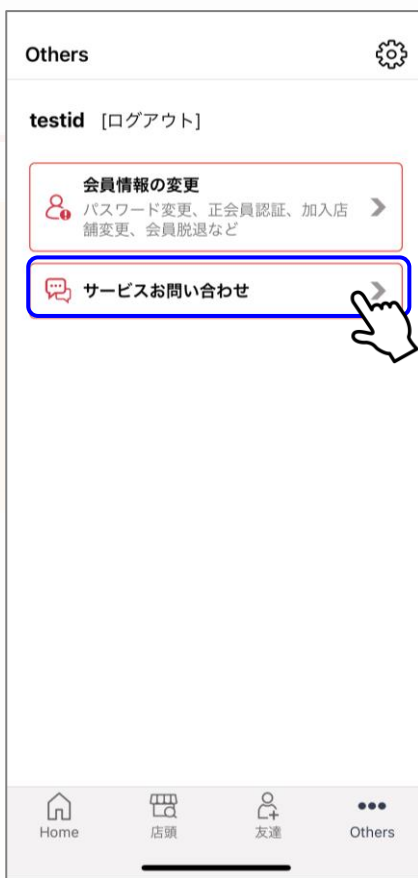 Others
testid [ログアウト]
会員情報の変更
パスワード変更、正会員認証、加入店
舗変更、会員脱退など
サービスお問い合わせ
Home 店頭 友達 Others